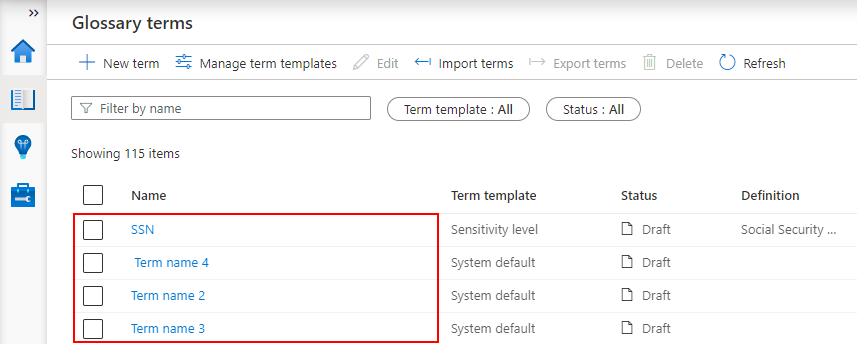 »
Glossary terms
New term Manage term templates Edit Import terms Export terms Delete Refresh
Filter by name Term template : All Status : All
Showing 115 items
Name Term template Status Definition
SSN Sensitivity level Draft Social Security ...
Term name 4 System default Draft
Term name 2 System default Draft
Term name 3 System default Draft